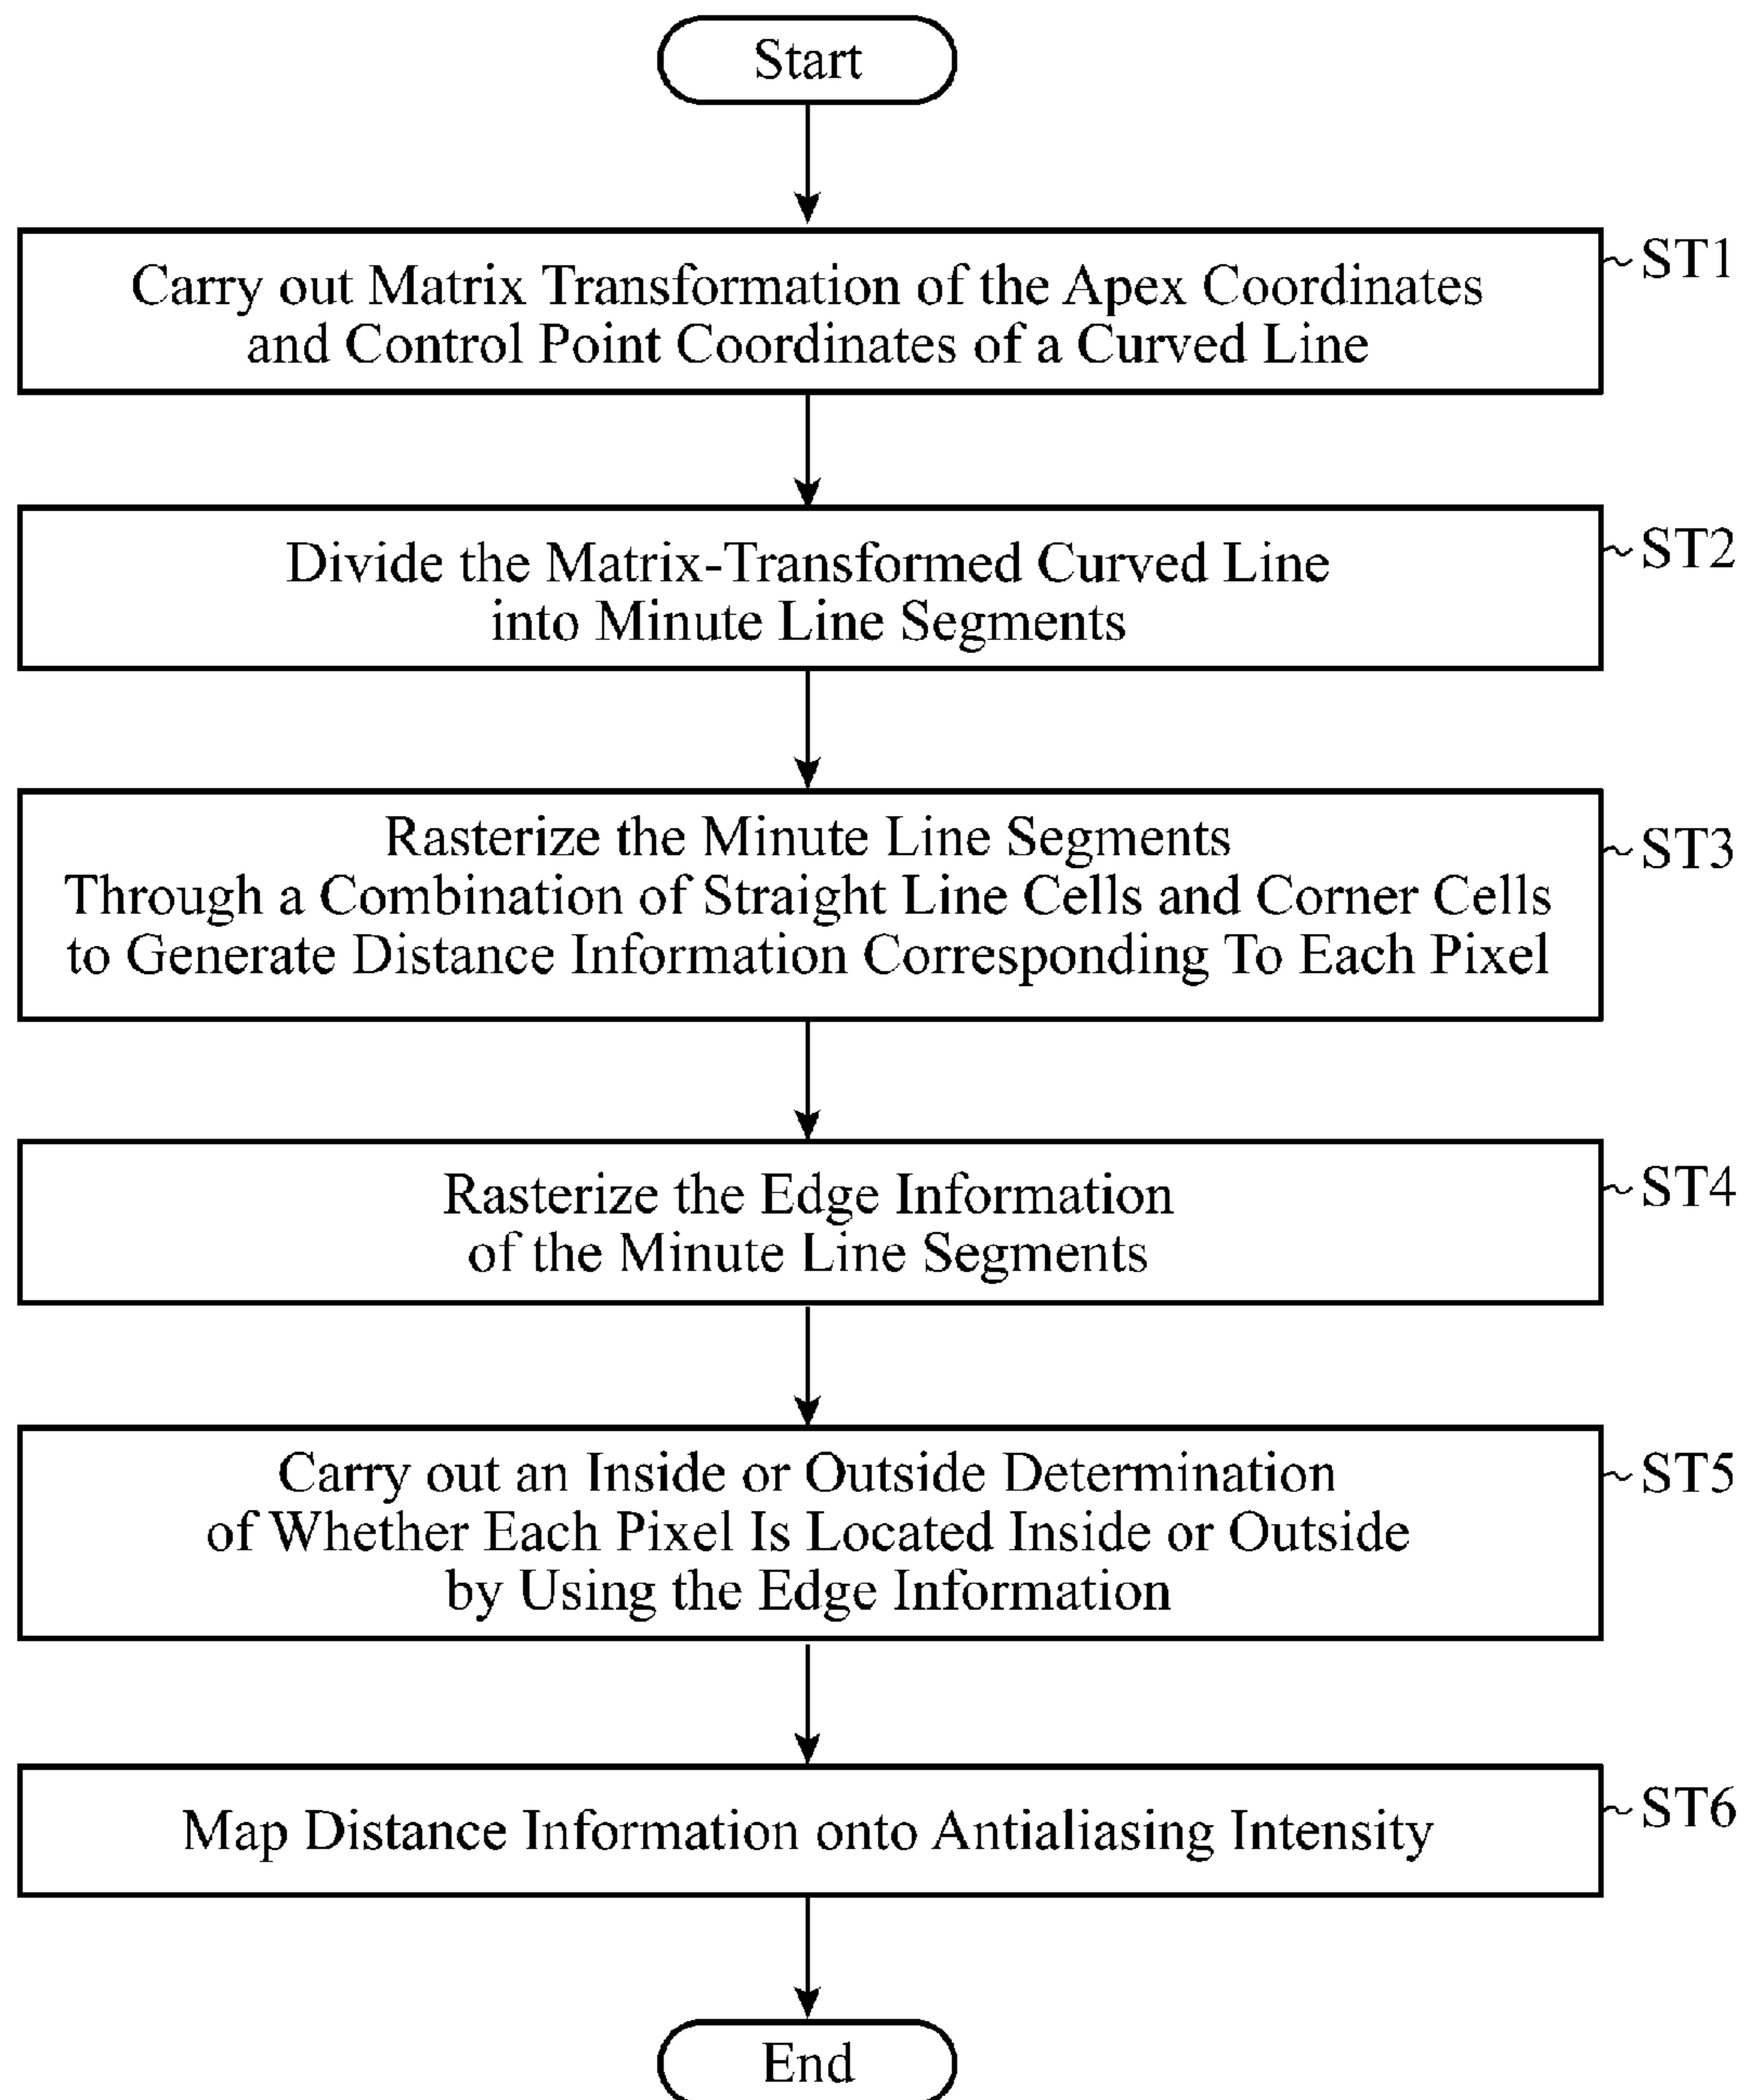 Start
Carry out Matrix Transformation of the Apex Coordinates
and Control Point Coordinates of a Curved Line
ST1
Divide the Matrix-Transformed Curved Line
into Minute Line Segments
ST2
Rasterize the Minute Line Segments
Through a Combination of Straight Line Cells and Corner Cells
to Generate Distance Information Corresponding To Each Pixel
ST3
Rasterize the Edge Information
of the Minute Line Segments
ST4
Carry out an Inside or Outside Determination
of Whether Each Pixel Is Located Inside or Outside
by Using the Edge Information
ST5
Map Distance Information onto Antialiasing Intensity
ST6
End